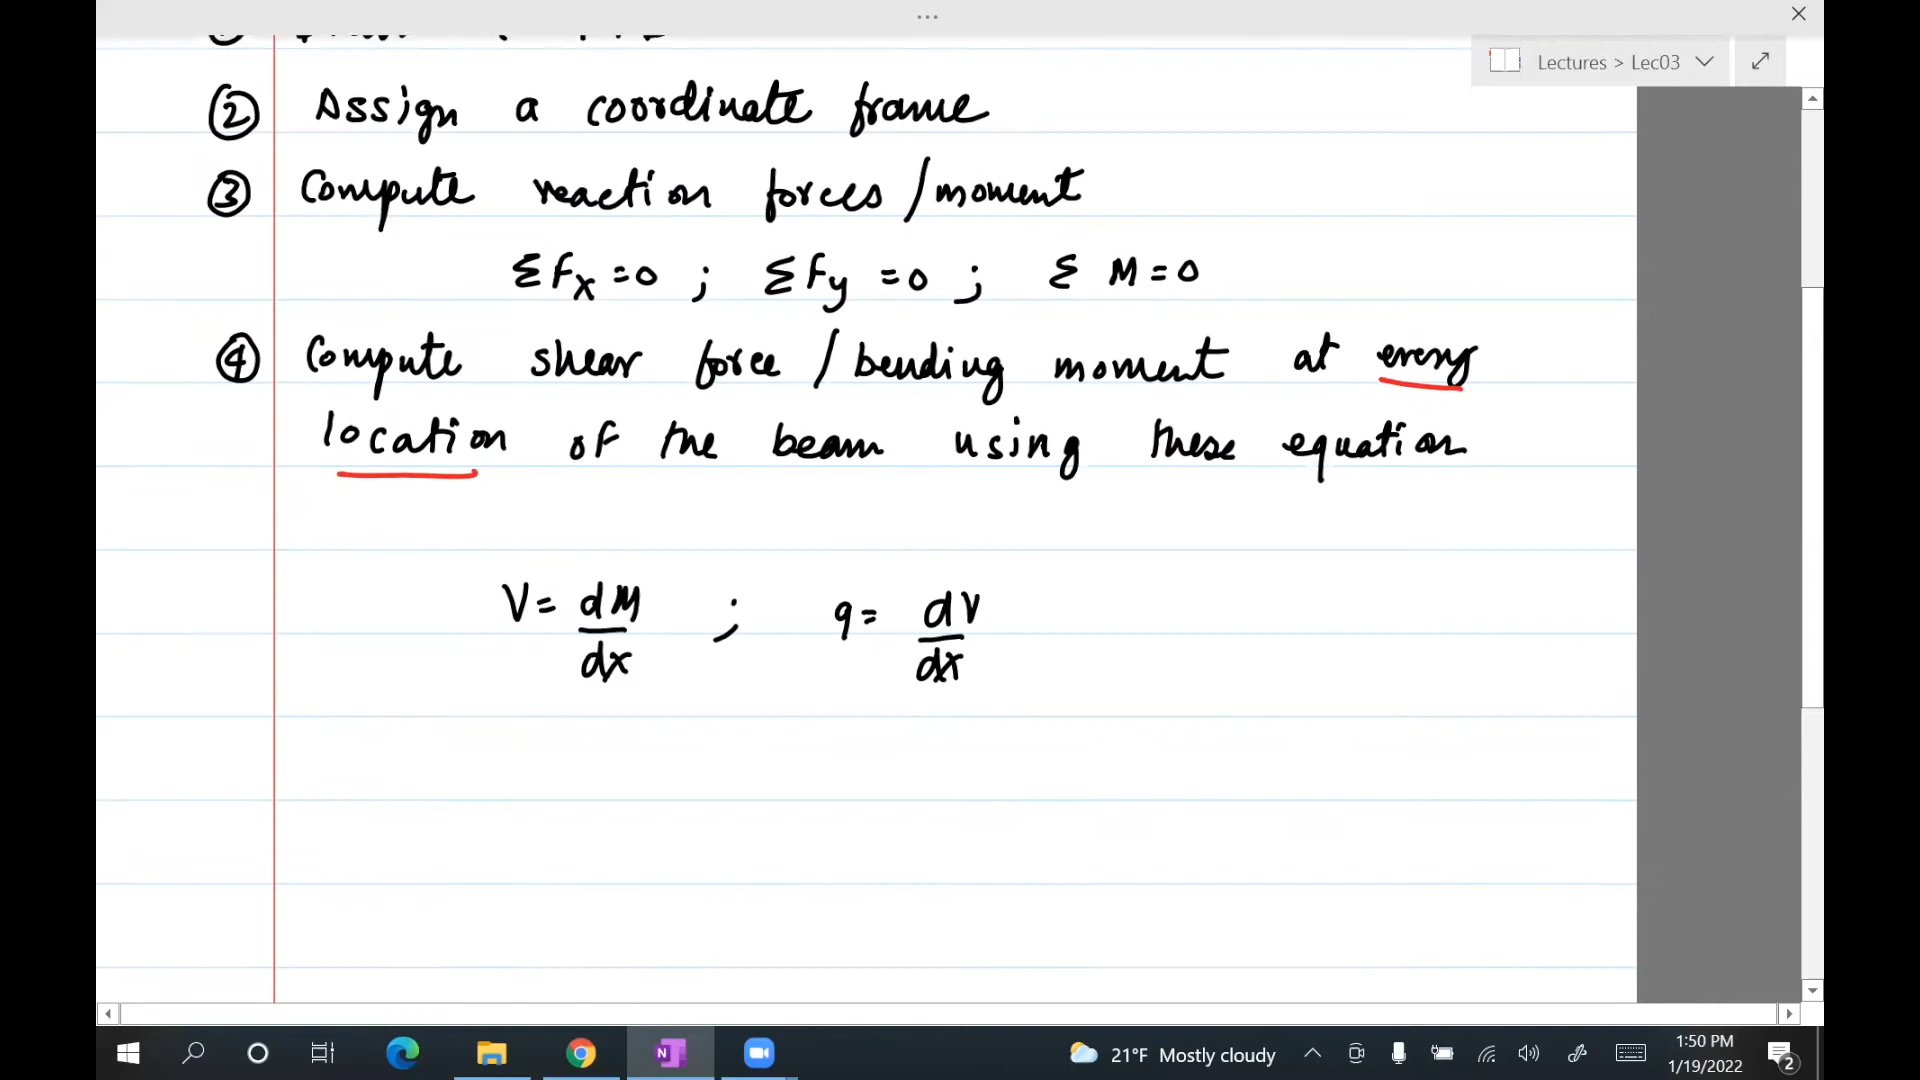 Lectures > Lec03
② Assign a coordinate frame
③ Compute reaction forces/moment
ΣFx=0 ; ΣFy=0 ; Σ M=0
④ Compute shear force/bending moment at every
location of the beam using these equation
V= dM/dx ; q= dV/dx
21°F Mostly cloudy
1:50 PM
1/19/2022
2